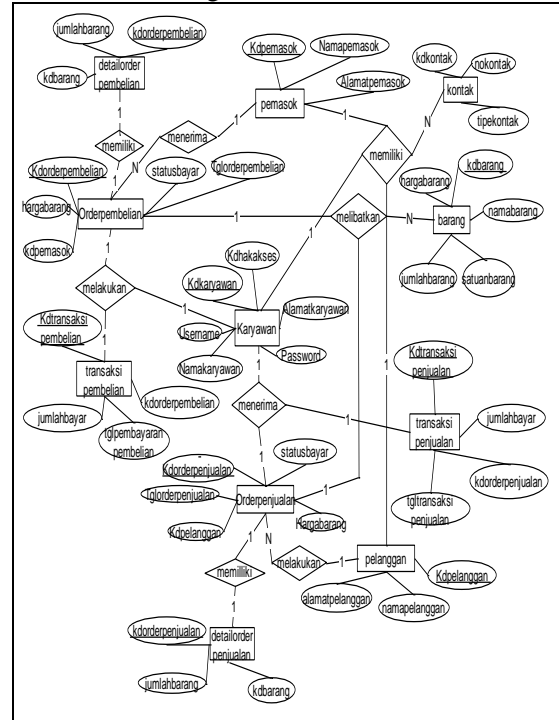 jumlahbarang
kdorderpembelian
kdbarang
detailorder
pembelian
1
memiliki
1
Kdpemasok
Namapemasok
Alamatpemasok
pemasok
1
menerima
N
1
kdkontak
nokontak
kontak
tipekontak
N
memiliki
Kdorderpembelian
statusbayar
Tglorderpembelian
hargabarang
Orderpembelian
kdpemasok
1
melibatkan
N
hargabarang
kdbarang
barang
namabarang
jumlahbarang
satuanbarang
1
melakukan
1
1
Kdhakakses
Kdkaryawan
1
Alamatkaryawan
Username
Karyawan
Namakaryawan
Password
Kdtransaksi
pembelian
transaksi
pembelian
kdorderpembelian
jumlahbayar
tglpembayaran
pembelian
1
menerima
1
1
1
1
Kdtransaksi
penjualan
transaksi
penjualan
jumlahbayar
kdorderpenjualan
tgltransaksi
penjualan
Kdorderpenjualan
statusbayar
Tglorderpenjualan
Orderpenjualan
1
Kdpelanggan
Hargabarang
1
N
memiliki
melakukan
1
pelanggan
Kdpelanggan
alamatpelanggan
namapelanggan
1
kdorderpenjualan
detailorder
penjualan
jumlahbarang
kdbarang